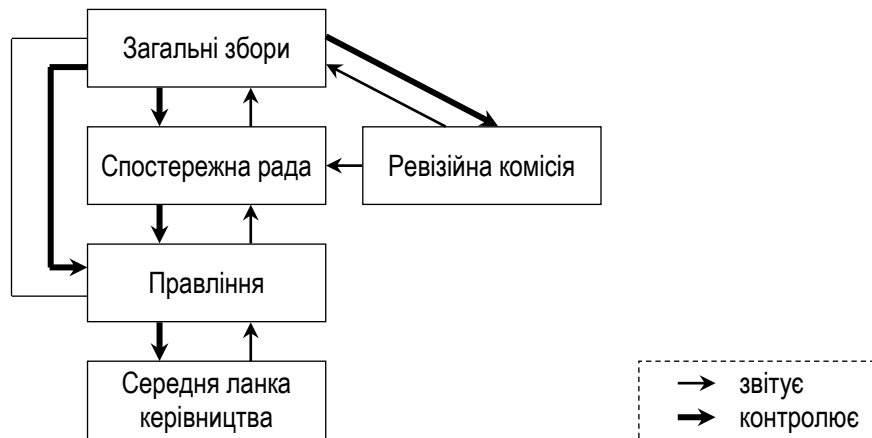 Загальні збори
Спостережна рада
Ревізійна комісія
Правління
Середня ланка
керівництва
звітує
контролює